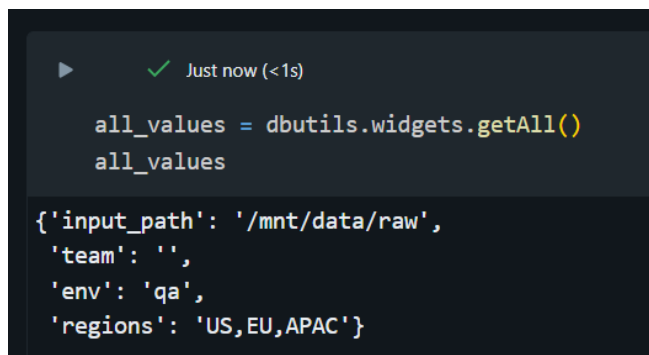 Just now (<1s)
all_values = dbutils.widgets.getAll()
all_values
{'input_path': '/mnt/data/raw',
 'team': '',
 'env': 'qa',
 'regions': 'US,EU,APAC'}